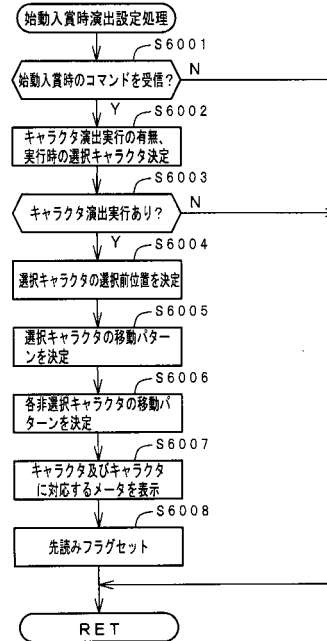 始動入賞時演出設定処理
S6001
始動入賞時のコマンドを受信?
N
Y
S6002
キャラクタ演出実行の有無、
実行時の選択キャラクタ決定
S6003
キャラクタ演出実行あり?
N
Y
S6004
選択キャラクタの選択前位置を決定
S6005
選択キャラクタの移動パター
ンを決定
S6006
各非選択キャラクタの移動パ
ターンを決定
S6007
キャラクタ及びキャラクタ
に対応するメータを表示
S6008
先読みフラグセット
RET